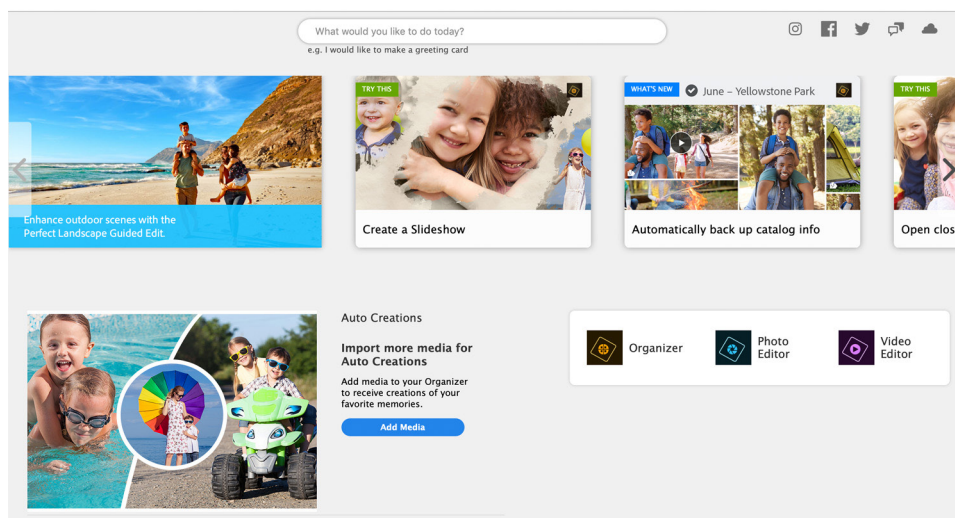 What would you like to do today?
e.g. I would like to make a greeting card
Enhance outdoor scenes with the
Perfect Landscape Guided Edit.
TRY THIS
Create a Slideshow
WHAT'S NEW
June – Yellowstone Park
Automatically back up catalog info
TRY THIS
Open clos
Auto Creations
Import more media for
Auto Creations
Add media to your Organizer
to receive creations of your
favorite memories.
Add Media
Organizer
Photo
Editor
Video
Editor